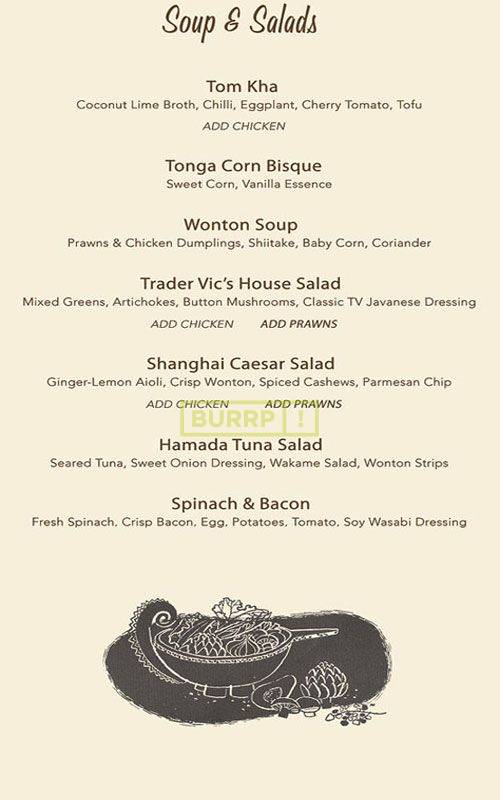 Soup & Salads
Tom Kha
Coconut Lime Broth, Chilli, Eggplant, Cherry Tomato, Tofu
ADD CHICKEN
Tonga Corn Bisque
Sweet Corn, Vanilla Essence
Wonton Soup
Prawns & Chicken Dumplings, Shiitake, Baby Corn, Coriander
Trader Vic's House Salad
Mixed Greens, Artichokes, Button Mushrooms, Classic TV Javanese Dressing
ADD CHICKEN ADD PRAWNS
Shanghai Caesar Salad
Ginger-Lemon Aioli, Crisp Wonton, Spiced Cashews, Parmesan Chip
ADD CHICKEN ADD PRAWNS
BURRP!
Hamada Tuna Salad
Seared Tuna, Sweet Onion Dressing, Wakame Salad, Wonton Strips
Spinach & Bacon
Fresh Spinach, Crisp Bacon, Egg, Potatoes, Tomato, Soy Wasabi Dressing